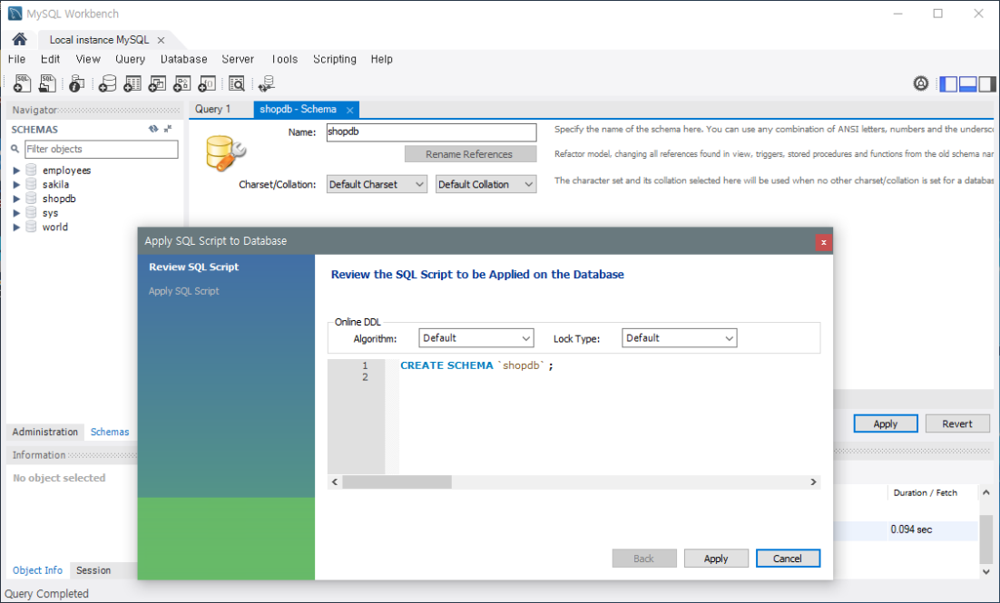 MySQL Workbench
Local instance MySQL
File Edit View Query Database Server Tools Scripting Help
Navigator
SCHEMAS
Filter objects
employees
sakila
shopdb
sys
world
Administration Schemas
Information
No object selected
Object Info Session
Query Completed
Query 1 shopdb - Schema
Name: shopdb
Specify the name of the schema here. You can use any combination of ANSI letters, numbers and the undersco
Rename References
Refactor model, changing all references found in view, triggers, stored procedures and functions from the old schema nam
Charset/Collation: Default Charset Default Collation
The character set and its collation selected here will be used when no other charset/collation is set for a databas
Apply Revert
Duration / Fetch
0.094 sec
Apply SQL Script to Database
Review SQL Script
Apply SQL Script
Review the SQL Script to be Applied on the Database
Online DDL
Algorithm: Default Lock Type: Default
1 CREATE SCHEMA `shopdb` ;
2
Back Apply Cancel